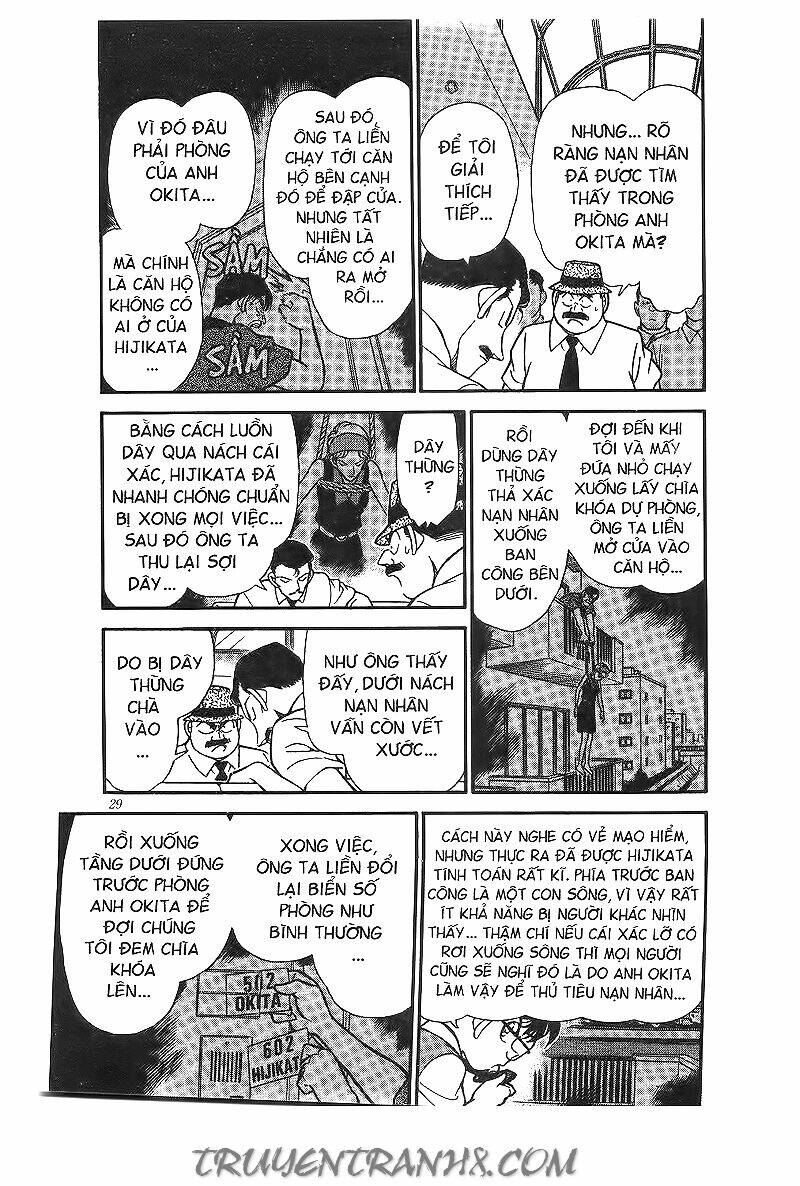 NHƯNG... RÕ
RÀNG NẠN NHÂN
ĐÃ ĐƯỢC TÌM
THẤY TRONG
PHÒNG ANH
OKITA MÀ?
ĐỂ TÔI
GIẢI
THÍCH
TIẾP...
SAU ĐÓ,
ÔNG TA LIỀN
CHẠY TỚI CĂN
HỘ BÊN CẠNH
ĐÓ ĐỂ ĐẬP CỬA.
NHƯNG TẤT
NHIÊN LÀ
CHẲNG CÓ AI
RA MỞ
RỒI...
VÌ ĐÓ ĐÂU
PHẢI PHÒNG
CỦA ANH
OKITA...
MÀ CHÍNH
LÀ CĂN HỘ
KHÔNG CÓ
AI Ở CỦA
HIJIKATA
...
SẦM
SẦM
ĐỢI ĐẾN KHI
TÔI VÀ MẤY
ĐỨA NHỎ CHẠY
XUỐNG LẤY CHÌA
KHÓA DỰ PHÒNG,
ÔNG TA LIỀN
MỞ CỬA VÀO
CĂN HỘ...
RỒI
DÙNG DÂY
THỪNG
THẢ XÁC
NẠN NHÂN
XUỐNG
BAN
CÔNG BÊN
DƯỚI.
DÂY
THỪNG
?
BẰNG CÁCH LUỒN
DÂY QUA NÁCH CÁI
XÁC, HIJIKATA ĐÃ
NHANH CHÓNG CHUẨN
BỊ XONG MỌI VIỆC...
SAU ĐÓ ÔNG TA
THU LẠI SỢI
DÂY...
NHƯ ÔNG THẤY
ĐẤY, DƯỚI NÁCH
NẠN NHÂN
VẪN CÒN VẾT
XƯỚC...
DO BỊ DÂY
THỪNG
CHÀ
VÀO
...
29
CÁCH NÀY NGHE CÓ VẺ MẠO HIỂM,
NHƯNG THỰC RA ĐÃ ĐƯỢC HIJIKATA
TÍNH TOÁN RẤT KĨ. PHÍA TRƯỚC BAN
CÔNG LÀ MỘT CON SÔNG, VÌ VẬY RẤT
ÍT KHẢ NĂNG BỊ NGƯỜI KHÁC NHÌN
THẤY... THẬM CHÍ NẾU CÁI XÁC LỠ CÓ
RƠI XUỐNG SÔNG THÌ MỌI NGƯỜI
CŨNG SẼ NGHĨ ĐÓ LÀ DO ANH OKITA
LÀM VẬY ĐỂ THỦ TIÊU NẠN NHÂN...
XONG VIỆC,
ÔNG TA LIỀN ĐỔI
LẠI BIỂN SỐ
PHÒNG NHƯ
BÌNH THƯỜNG
...
RỒI XUỐNG
TẦNG DƯỚI ĐỨNG
TRƯỚC PHÒNG
ANH OKITA ĐỂ
ĐỢI CHÚNG
TÔI ĐEM CHÌA
KHÓA
LÊN...
502
OKITA
602
HIJIKAT
TRUYENTRANH8.COM